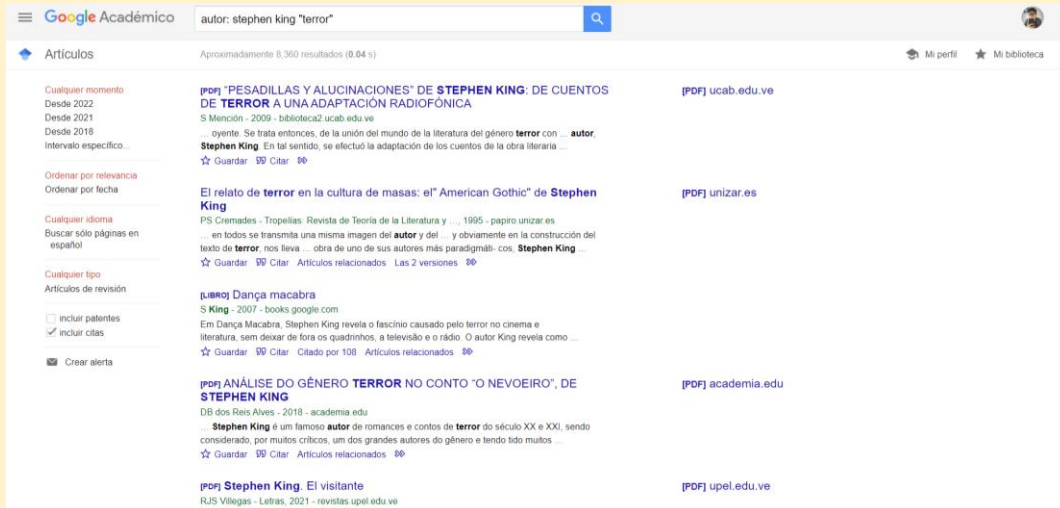 Google Académico
autor: stephen king "terror"
Artículos
Aproximadamente 8,360 resultados (0.04 s)
Mi perfil
Mi biblioteca
Cualquier momento
Desde 2022
Desde 2021
Desde 2018
Intervalo específico...
Ordenar por relevancia
Ordenar por fecha
Cualquier idioma
Buscar sólo páginas en
español
Cualquier tipo
Artículos de revisión
incluir patentes
incluir citas
Crear alerta
[PDF] "PESADILLAS Y ALUCINACIONES" DE STEPHEN KING: DE CUENTOS
DE TERROR A UNA ADAPTACIÓN RADIOFÓNICA
S Mención - 2009 - biblioteca2.ucab.edu.ve
... oyente. Se trata entonces, de la unión del mundo de la literatura del género terror con ... autor,
Stephen King. En tal sentido, se efectuó la adaptación de los cuentos de la obra literaria ...
Guardar Citar
[PDF] ucab.edu.ve
El relato de terror en la cultura de masas: el" American Gothic" de Stephen
King
PS Cremades - Tropelías: Revista de Teoría de la Literatura y ..., 1995 - papiro.unizar.es
... en todos se transmita una misma imagen del autor y del ... y obviamente en la construcción del
texto de terror, nos lleva ... obra de uno de sus autores más paradigmáti- cos, Stephen King ...
Guardar Citar Artículos relacionados Las 2 versiones
[PDF] unizar.es
[LIBRO] Dança macabra
S King - 2007 - books.google.com
Em Dança Macabra, Stephen King revela o fascínio causado pelo terror no cinema e
literatura, sem deixar de fora os quadrinhos, a televisão e o rádio. O autor King revela como ...
Guardar Citar Citado por 108 Artículos relacionados
[PDF] ANÁLISE DO GÊNERO TERROR NO CONTO "O NEVOEIRO", DE
STEPHEN KING
DB dos Reis Alves - 2018 - academia.edu
... Stephen King é um famoso autor de romances e contos de terror do século XX e XXI, sendo
considerado, por muitos críticos, um dos grandes autores do gênero e tendo tido muitos ...
Guardar Citar Artículos relacionados
[PDF] academia.edu
[PDF] Stephen King. El visitante
RJS Villegas - Letras, 2021 - revistas.upel.edu.ve
[PDF] upel.edu.ve